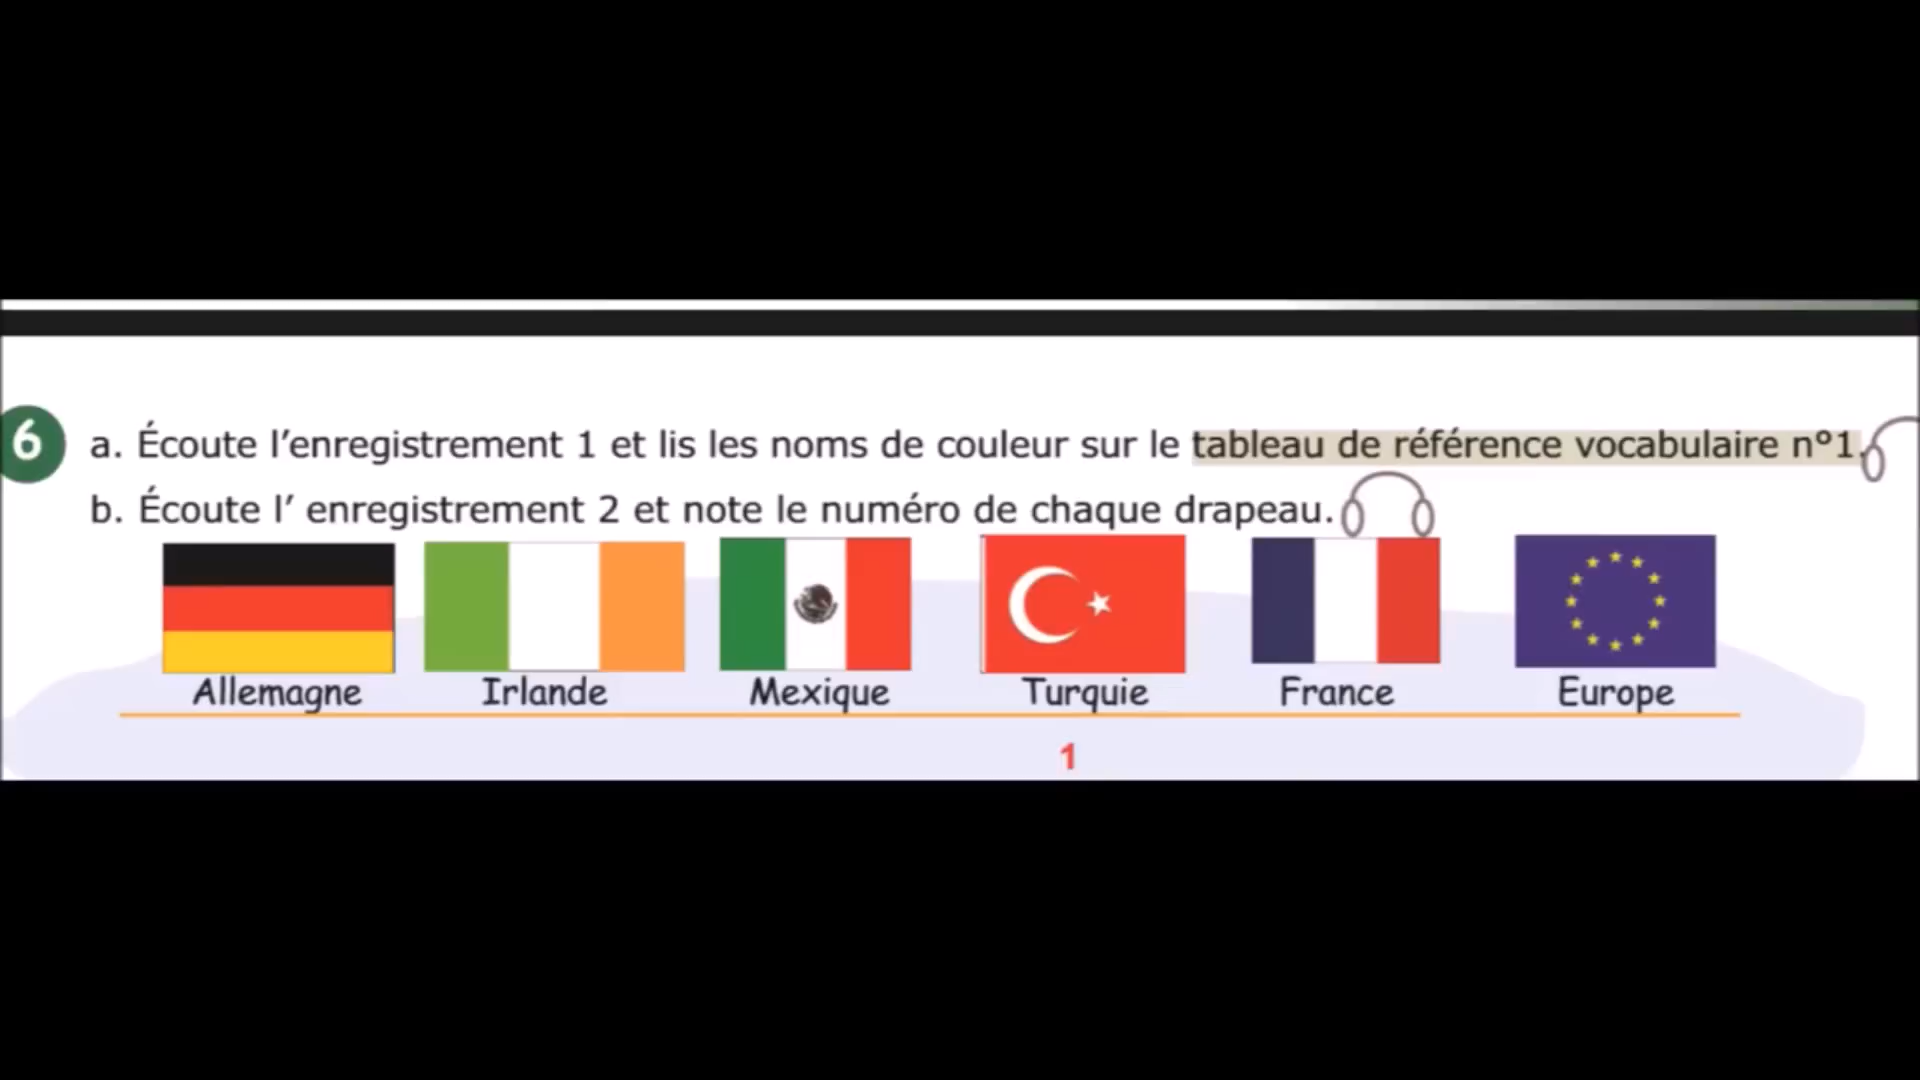 6
a. Écoute l’enregistrement 1 et lis les noms de couleur sur le tableau de référence vocabulaire n°1.
b. Écoute l’ enregistrement 2 et note le numéro de chaque drapeau.
Allemagne Irlande Mexique Turquie France Europe
1